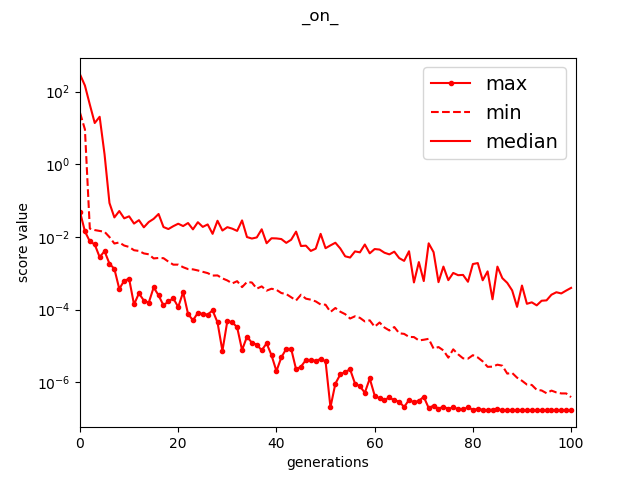 _on_
max
min
median
score value
10²
10⁰
10⁻²
10⁻⁴
10⁻⁶
0 20 40 60 80 100
generations